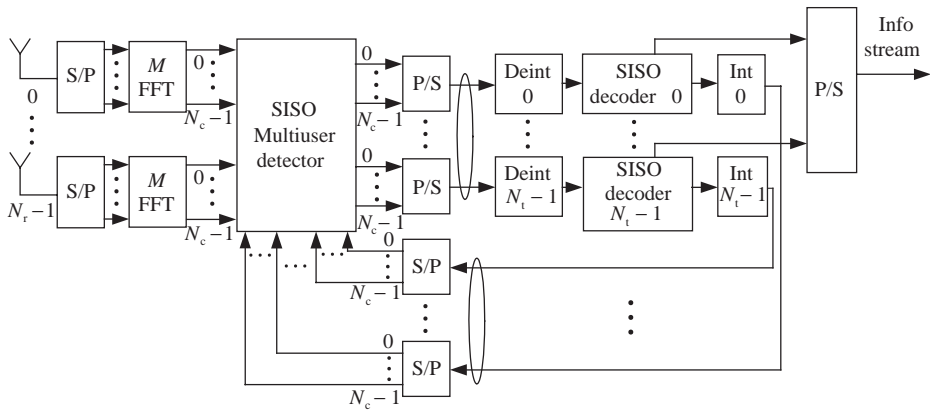 Info
stream
S/P
M
FFT
0
N_c − 1
0
SISO
Multiuser
detector
0
N_c − 1
P/S
Deint
0
SISO
decoder 0
Int
0
P/S
S/P
N_r − 1
M
FFT
0
N_c − 1
0
N_c − 1
P/S
Deint
N_t − 1
SISO
decoder
N_t − 1
Int
N_t − 1
0
N_c − 1
S/P
0
N_c − 1
S/P